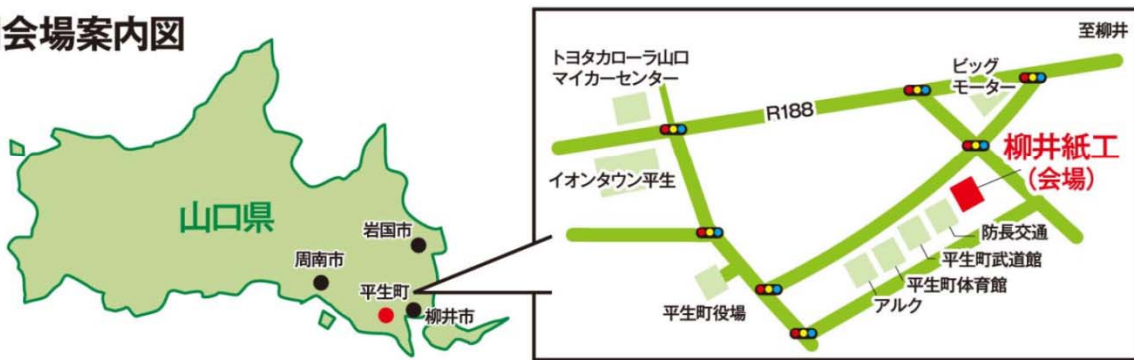 会場案内図
山口県
岩国市
周南市
平生町
柳井市
至柳井
トヨタカローラ山口
マイカーセンター
ビッグ
モーター
R188
柳井紙工
(会場)
イオンタウン平生
防長交通
平生町武道館
平生町体育館
アルク
平生町役場